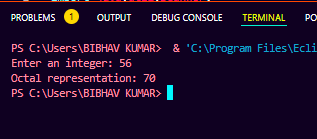 PROBLEMS 1 OUTPUT DEBUG CONSOLE TERMINAL
PS C:\Users\BIBHAV KUMAR> & 'C:\Program Files\Ecli
Enter an integer: 56
Octal representation: 70
PS C:\Users\BIBHAV KUMAR>